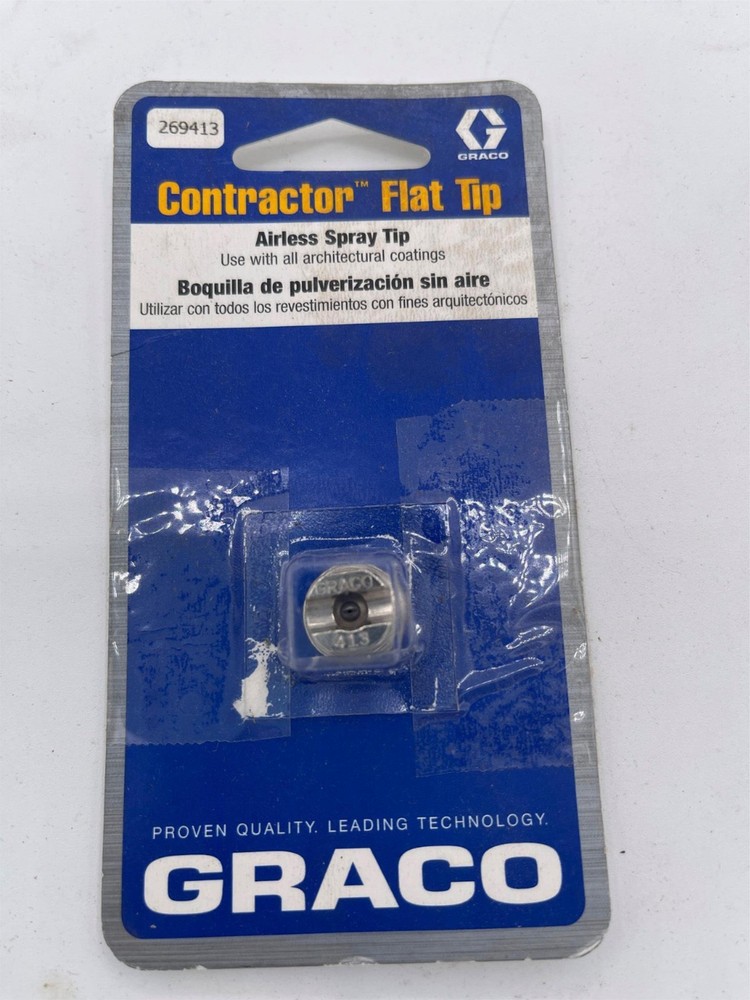 269413
GRACO
Contractor™ Flat Tip
Airless Spray Tip
Use with all architectural coatings
Boquilla de pulverización sin aire
Utilizar con todos los revestimientos con fines arquitectónicos
GRACO
413
PROVEN QUALITY. LEADING TECHNOLOGY.
GRACO